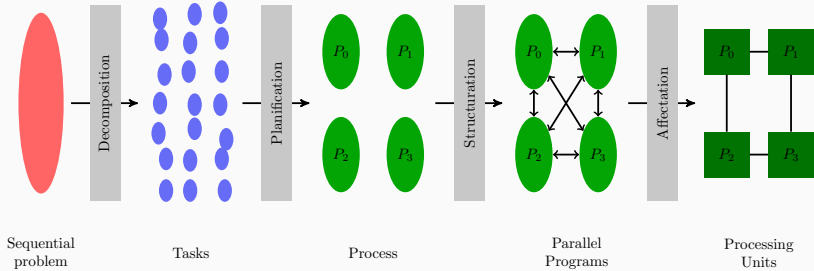 Decomposition
Planification
Structuration
Affectation
P0 P1
P2 P3
P0 P1
P2 P3
P0 P1
P2 P3
Sequential
problem
Tasks
Process
Parallel
Programs
Processing
Units